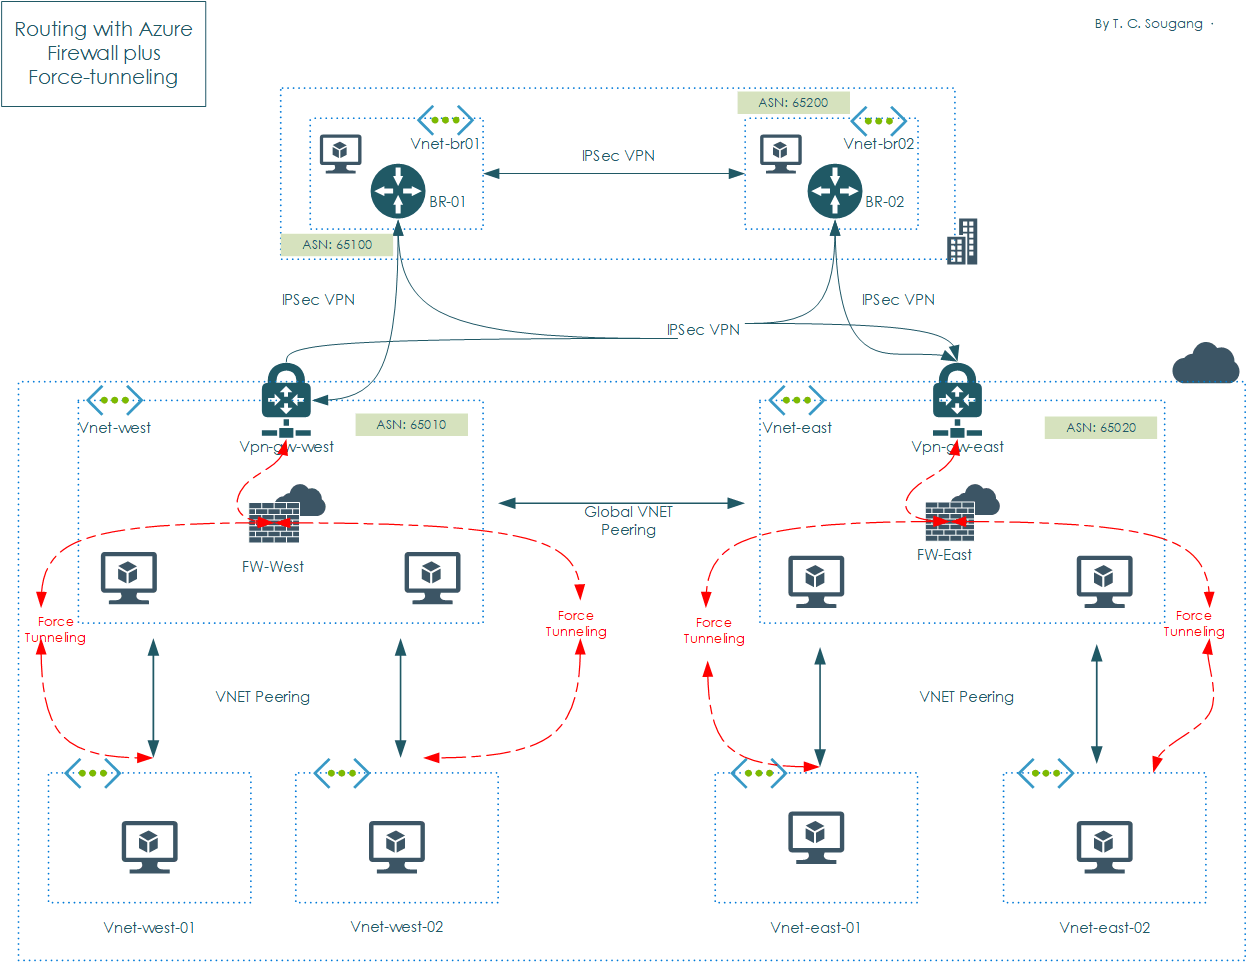 Routing with Azure
Firewall plus
Force-tunneling
By T. C. Sougang
ASN: 65200
Vnet-br01
Vnet-br02
IPSec VPN
BR-01
BR-02
ASN: 65100
IPSec VPN
IPSec VPN
IPSec VPN
Vnet-west
ASN: 65010
Vpn-gw-west
Vnet-east
ASN: 65020
Vpn-gw-east
Global VNET
Peering
FW-West
FW-East
Force
Tunneling
Force
Tunneling
Force
Tunneling
Force
Tunneling
VNET Peering
VNET Peering
Vnet-west-01
Vnet-west-02
Vnet-east-01
Vnet-east-02